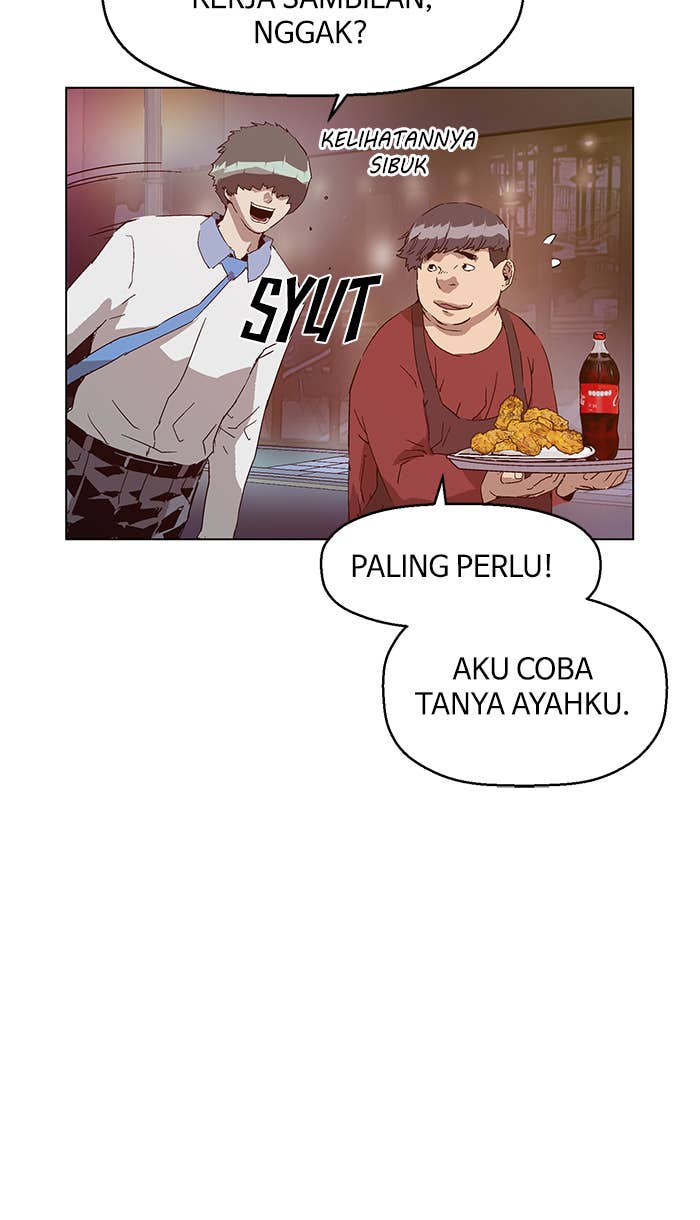 KERJA SAMBILAN,
NGGAK?
KELIHATANNYA
SIBUK
SYUT
PALING PERLU!
AKU COBA
TANYA AYAHKU.